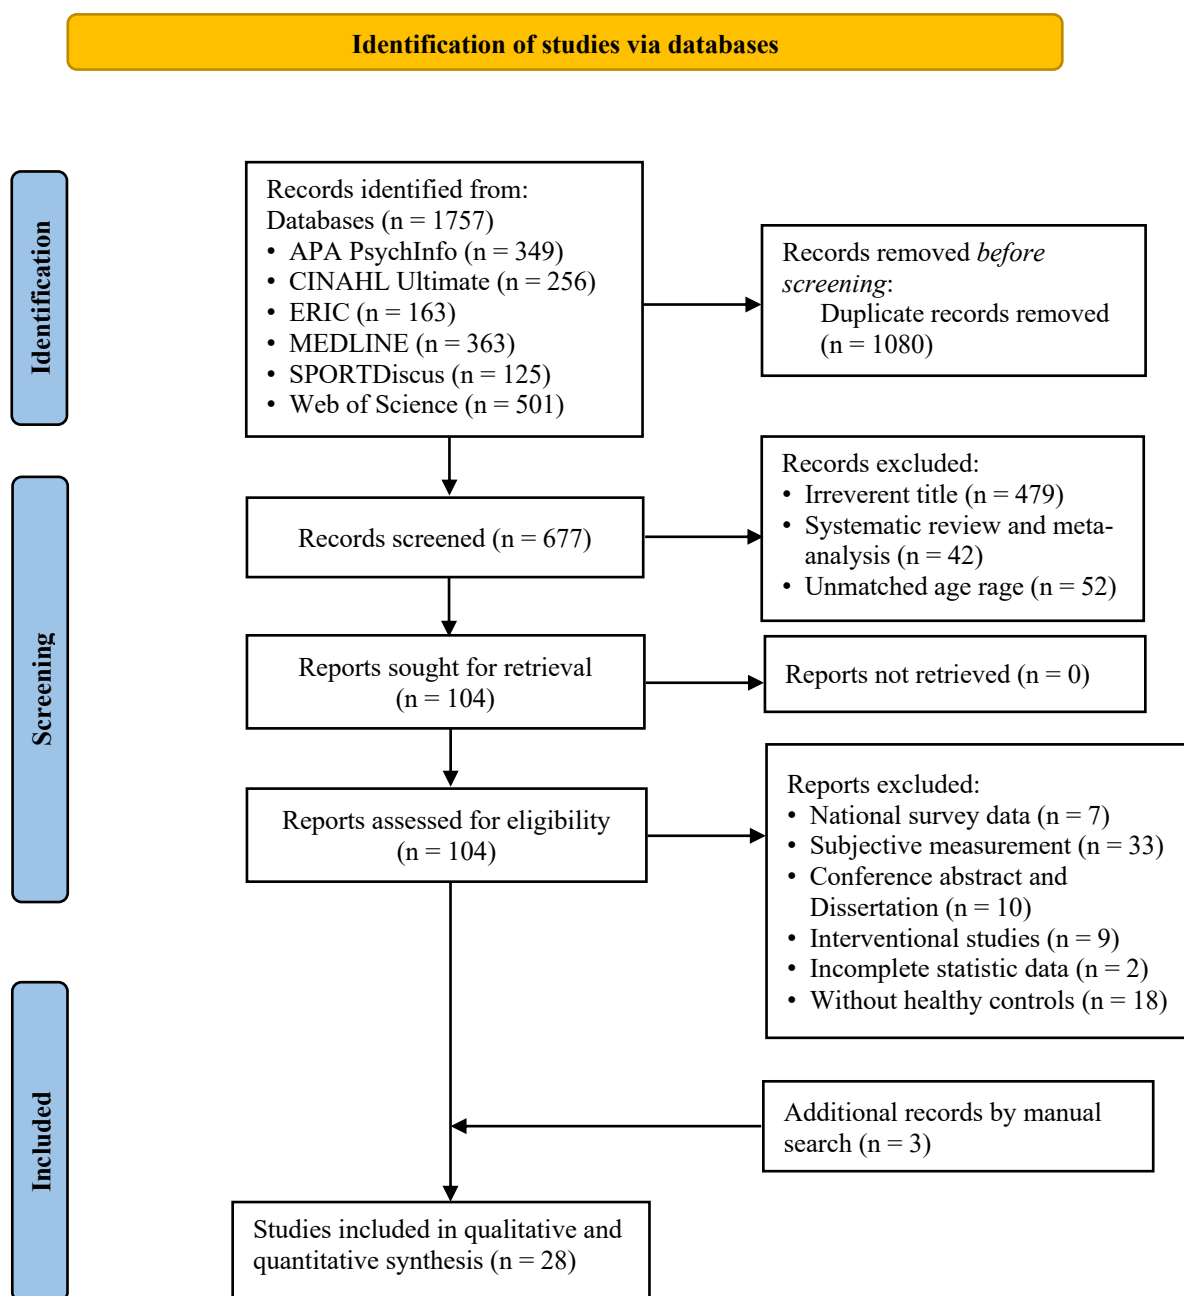 Identification of studies via databases
Identification
Records identified from:
Databases (n = 1757)
• APA PsychInfo (n = 349)
• CINAHL Ultimate (n = 256)
• ERIC (n = 163)
• MEDLINE (n = 363)
• SPORTDiscus (n = 125)
• Web of Science (n = 501)
Records removed before
screening:
Duplicate records removed
(n = 1080)
Screening
Records screened (n = 677)
Records excluded:
• Irreverent title (n = 479)
• Systematic review and meta-
analysis (n = 42)
• Unmatched age rage (n = 52)
Reports sought for retrieval
(n = 104)
Reports not retrieved (n = 0)
Reports assessed for eligibility
(n = 104)
Reports excluded:
• National survey data (n = 7)
• Subjective measurement (n = 33)
• Conference abstract and
Dissertation (n = 10)
• Interventional studies (n = 9)
• Incomplete statistic data (n = 2)
• Without healthy controls (n = 18)
Included
Additional records by manual
search (n = 3)
Studies included in qualitative and
quantitative synthesis (n = 28)